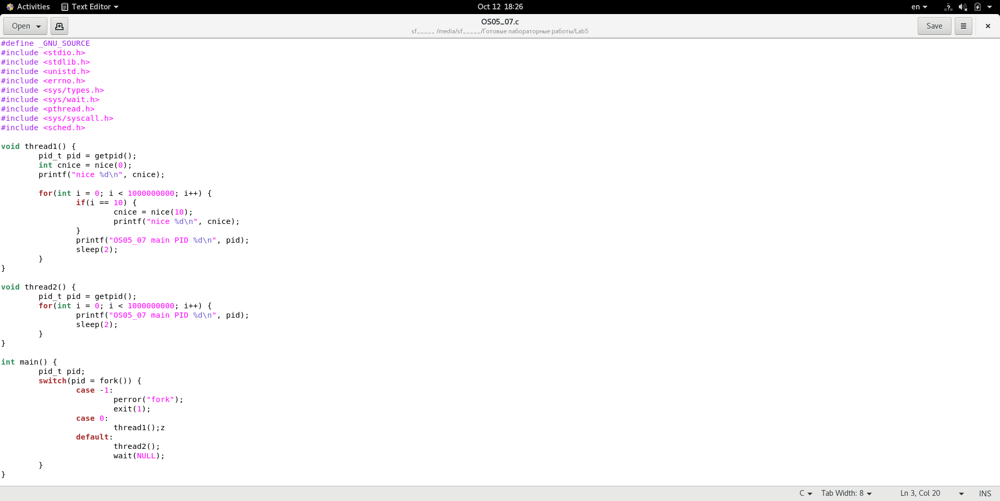 Activities Text Editor Oct 12 18:26 en
Open OS05_07.c Save
sf_____ /media/sf_____/Готовые лабораторные работы/Lab5
#define _GNU_SOURCE
#include <stdio.h>
#include <stdlib.h>
#include <unistd.h>
#include <errno.h>
#include <sys/types.h>
#include <sys/wait.h>
#include <pthread.h>
#include <sys/syscall.h>
#include <sched.h>

void thread1() {
        pid_t pid = getpid();
        int cnice = nice(0);
        printf("nice %d\n", cnice);

        for(int i = 0; i < 1000000000; i++) {
                if(i == 10) {
                        cnice = nice(10);
                        printf("nice %d\n", cnice);
                }
                printf("OS05_07 main PID %d\n", pid);
                sleep(2);
        }
}

void thread2() {
        pid_t pid = getpid();
        for(int i = 0; i < 1000000000; i++) {
                printf("OS05_07 main PID %d\n", pid);
                sleep(2);
        }
}

int main() {
        pid_t pid;
        switch(pid = fork()) {
                case -1:
                        perror("fork");
                        exit(1);
                case 0:
                        thread1();z
                default:
                        thread2();
                        wait(NULL);
        }
}
C Tab Width: 8 Ln 3, Col 20 INS